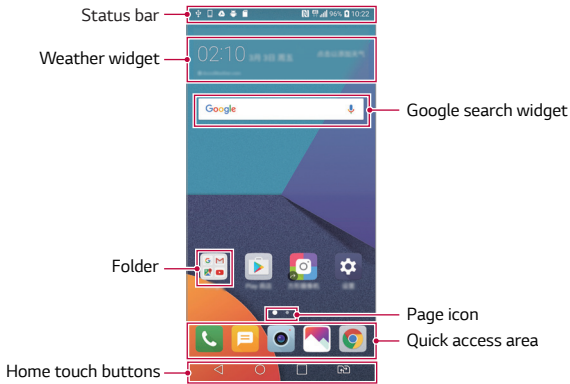 Status bar
96% 10:22
Weather widget
02:10
Google
Google search widget
Folder
Page icon
Quick access area
Home touch buttons